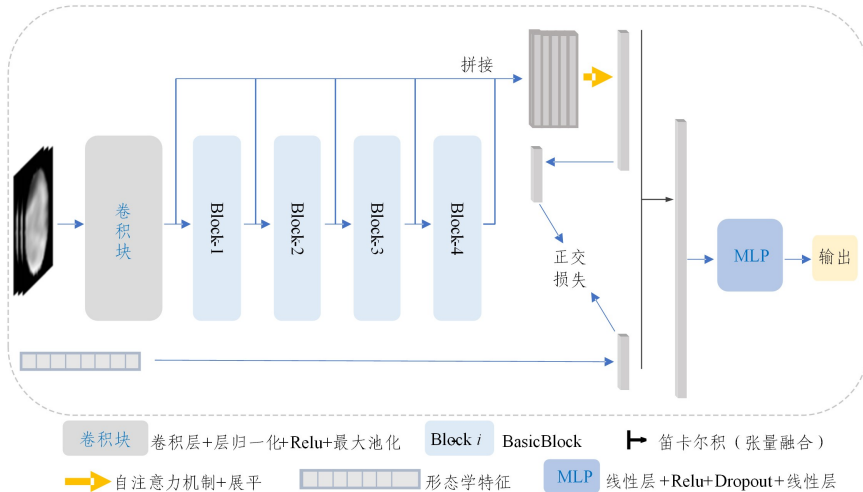 拼接
卷积块
Block-1
Block-2
Block-3
Block-4
正交
损失
MLP
输出
卷积块 卷积层+层归一化+Relu+最大池化
Block i BasicBlock
笛卡尔积（张量融合）
自注意力机制+展平
形态学特征
MLP 线性层+Relu+Dropout+线性层